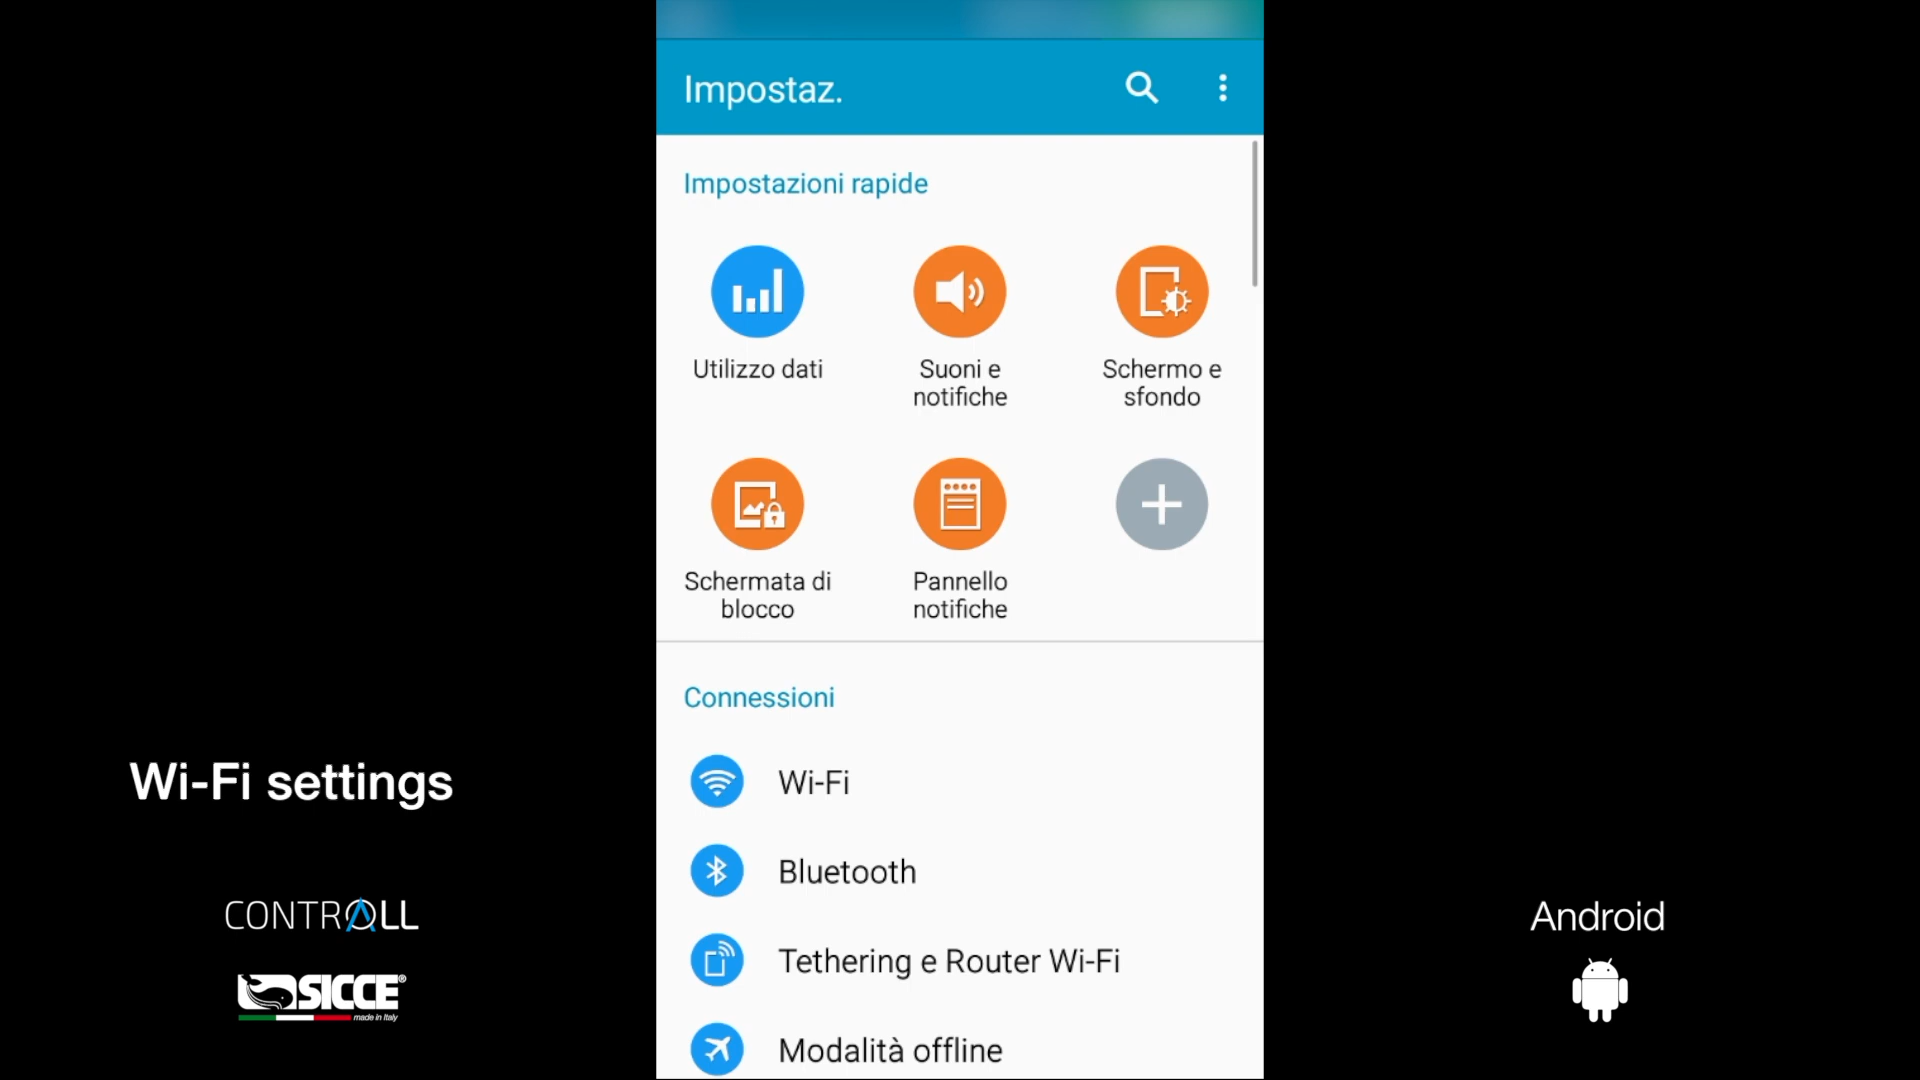 Impostaz.
Impostazioni rapide
Utilizzo dati
Suoni e
notifiche
Schermo e
sfondo
Schermata di
blocco
Pannello
notifiche
Connessioni
Wi-Fi
Bluetooth
Tethering e Router Wi-Fi
Modalità offline
Wi-Fi settings
CONTRALL
SICCE®
made in Italy
Android